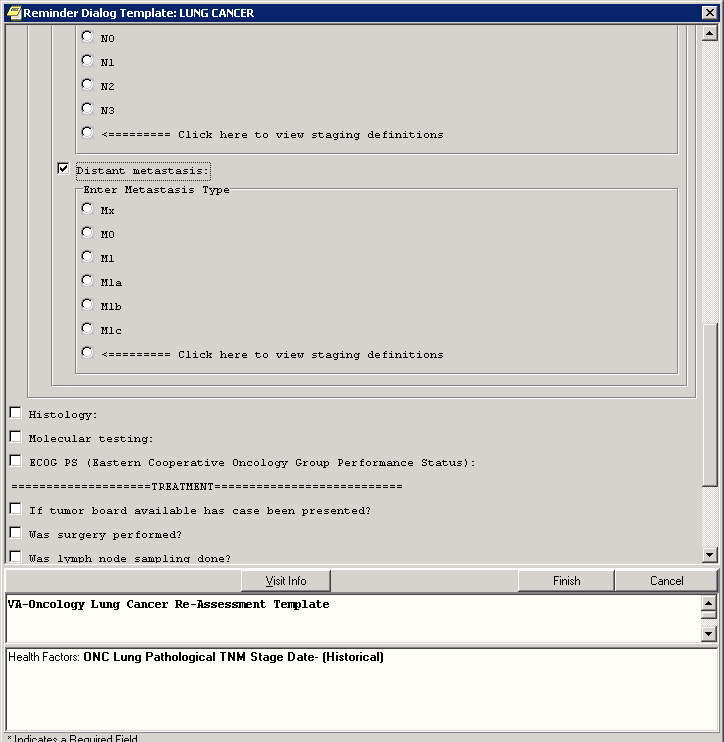 Reminder Dialog Template: LUNG CANCER
N0
N1
N2
N3
<========= Click here to view staging definitions
Distant metastasis:
Enter Metastasis Type
Mx
M0
M1
M1a
M1b
M1c
<========= Click here to view staging definitions
Histology:
Molecular testing:
ECOG PS (Eastern Cooperative Oncology Group Performance Status):
====================TREATMENT===========================
If tumor board available has case been presented?
Was surgery performed?
Was lymph node sampling done?
Visit Info Finish Cancel
VA-Oncology Lung Cancer Re-Assessment Template
Health Factors: ONC Lung Pathological TNM Stage Date- (Historical)
* Indicates a Required Field